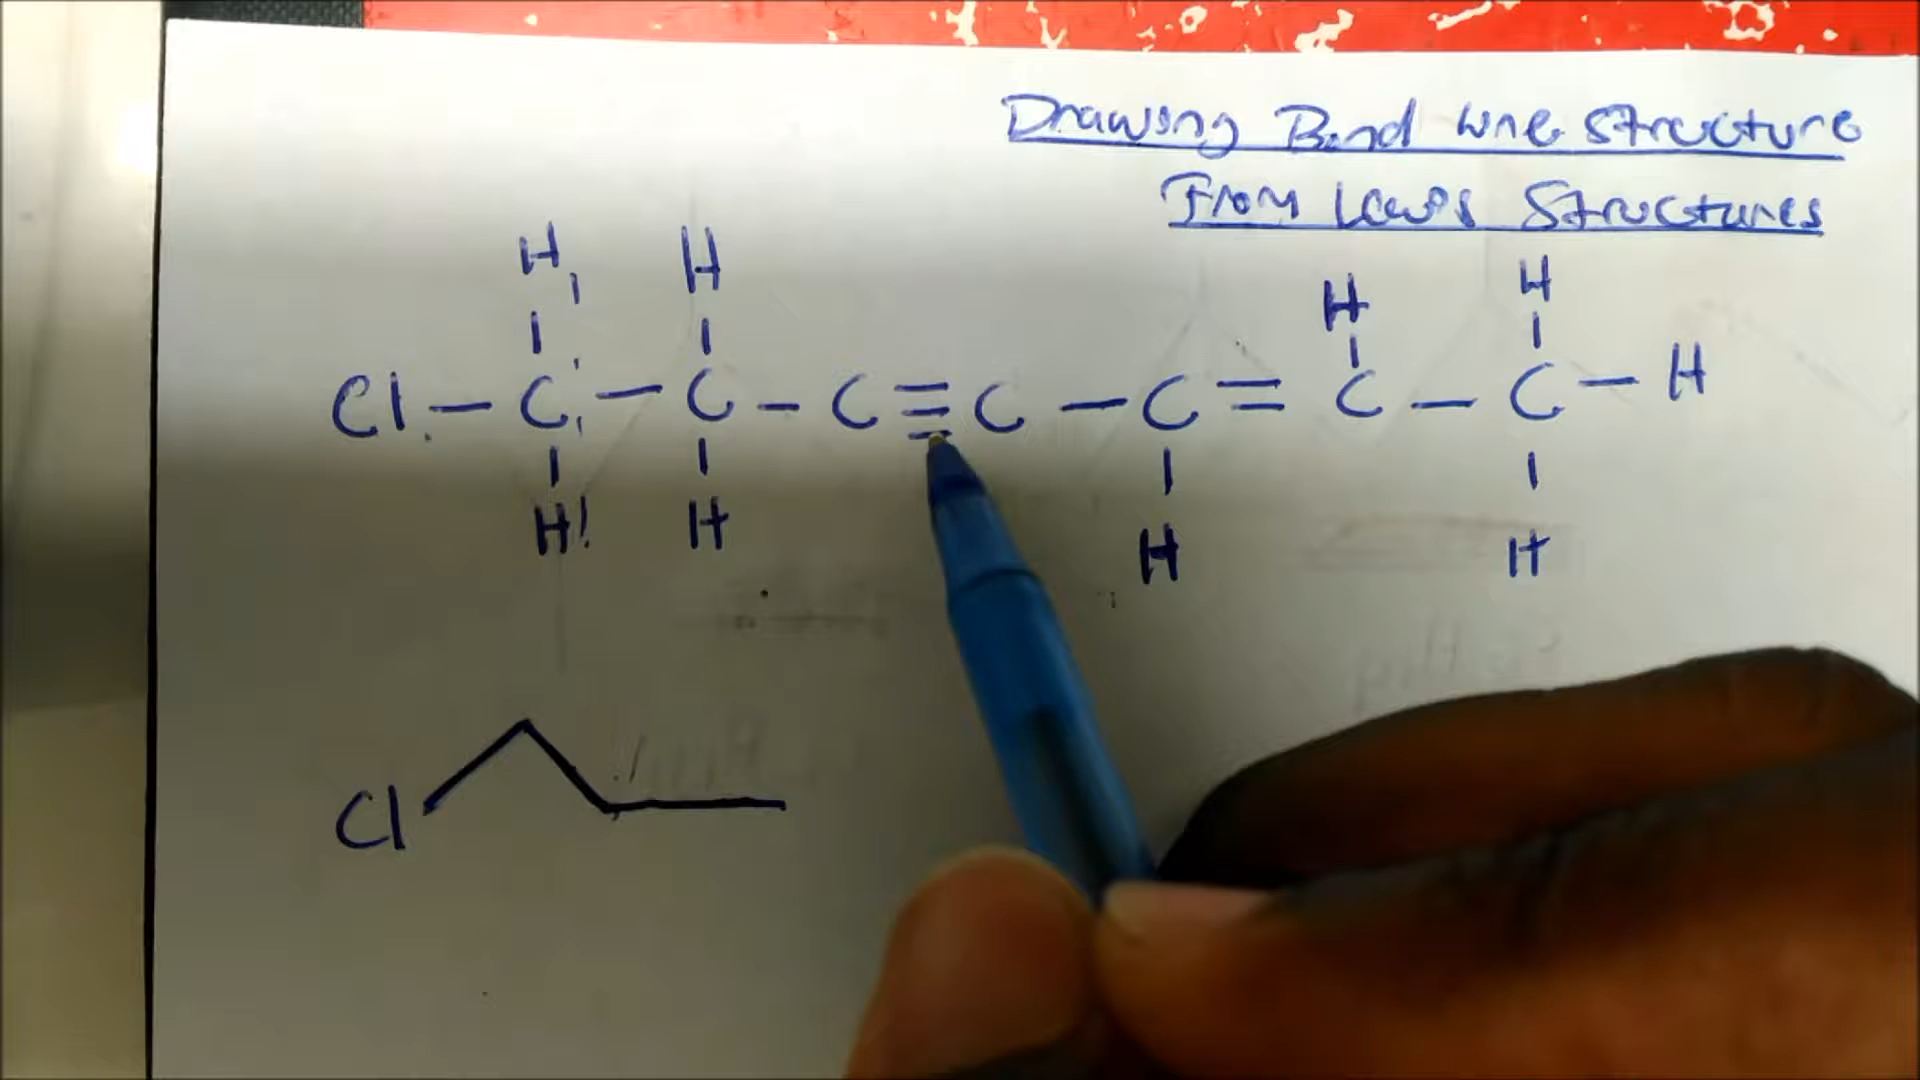 Drawing Bond line structure
From Lewis Structures
H H H H
Cl - C - C - C ≡ C - C = C - C - H
H H H H
Cl